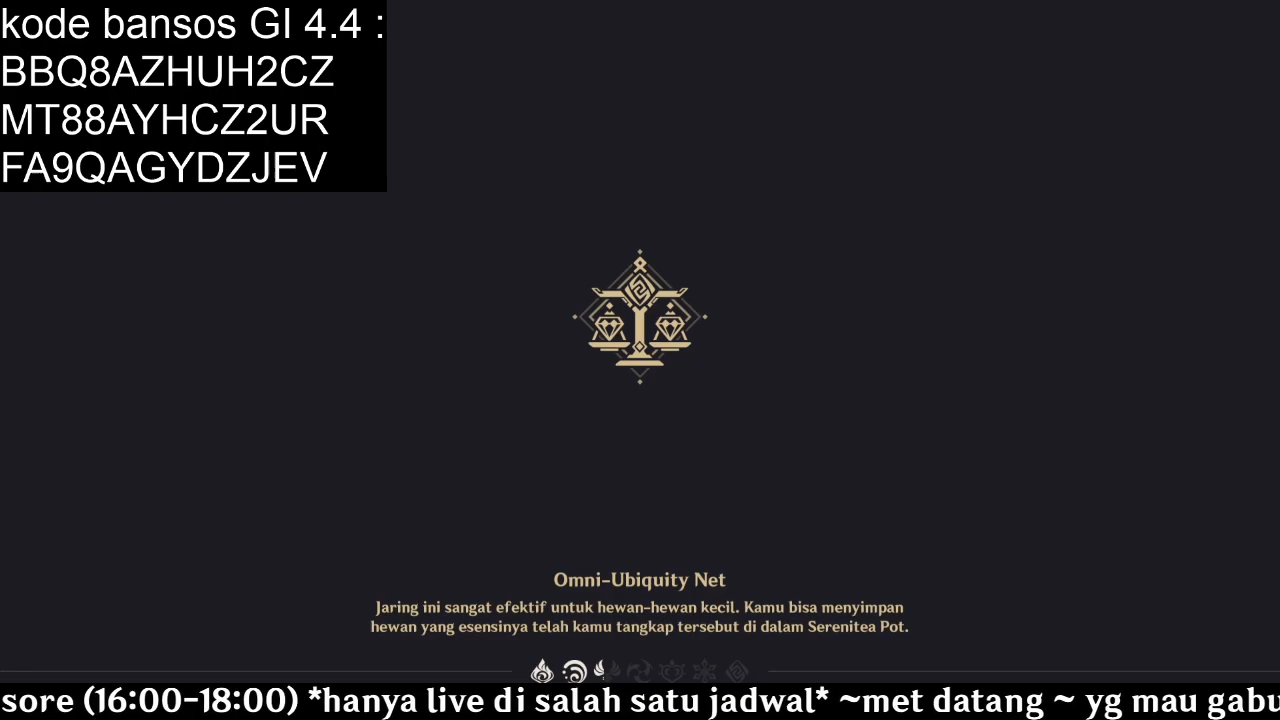 kode bansos GI 4.4 :
BBQ8AZHUH2CZ
MT88AYHCZ2UR
FA9QAGYDZJEV
Omni-Ubiquity Net
Jaring ini sangat efektif untuk hewan-hewan kecil. Kamu bisa menyimpan
hewan yang esensinya telah kamu tangkap tersebut di dalam Serenitea Pot.
sore (16:00-18:00) *hanya live di salah satu jadwal* ~met datang ~ yg mau gabu